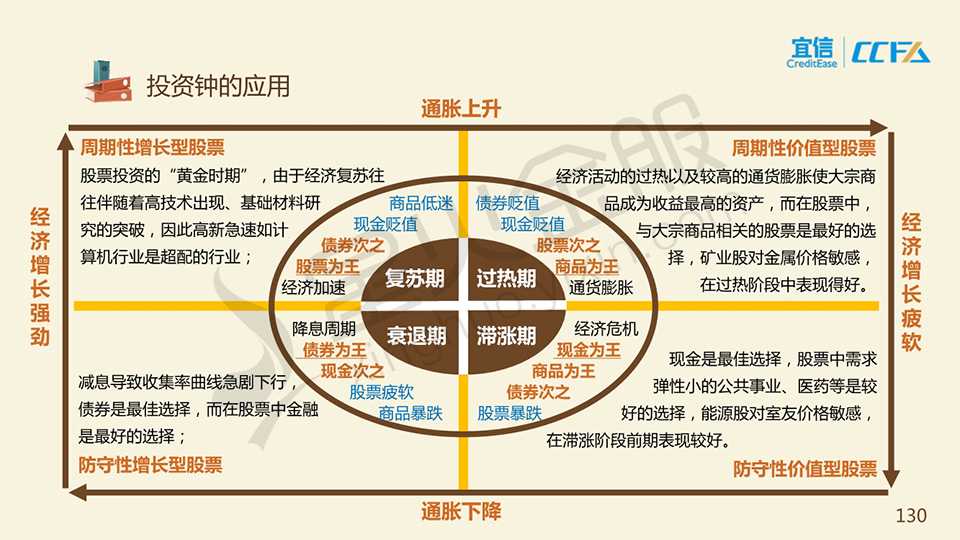 宜信
CreditEase
CCFA
投资钟的应用
通胀上升
周期性增长型股票
股票投资的“黄金时期”，由于经济复苏往
往伴随着高技术出现、基础材料研
究的突破，因此高新急速如计
算机行业是超配的行业；
周期性价值型股票
经济活动的过热以及较高的通货膨胀使大宗商
品成为收益最高的资产，而在股票中，
与大宗商品相关的股票是最好的选
择，矿业股对金属价格敏感，
在过热阶段中表现得好。
经济增长强劲
经济增长疲软
商品低迷
现金贬值
债券次之
股票为王
经济加速
复苏期
债券贬值
现金贬值
股票次之
商品为王
通货膨胀
过热期
降息周期
债券为王
现金次之
股票疲软
商品暴跌
衰退期
经济危机
现金为王
商品为王
债券次之
股票暴跌
滞涨期
减息导致收集率曲线急剧下行，
债券是最佳选择，而在股票中金融
是最好的选择；
防守性增长型股票
现金是最佳选择，股票中需求
弹性小的公共事业、医药等是较
好的选择，能源股对室友价格敏感，
在滞涨阶段前期表现较好。
防守性价值型股票
通胀下降
130